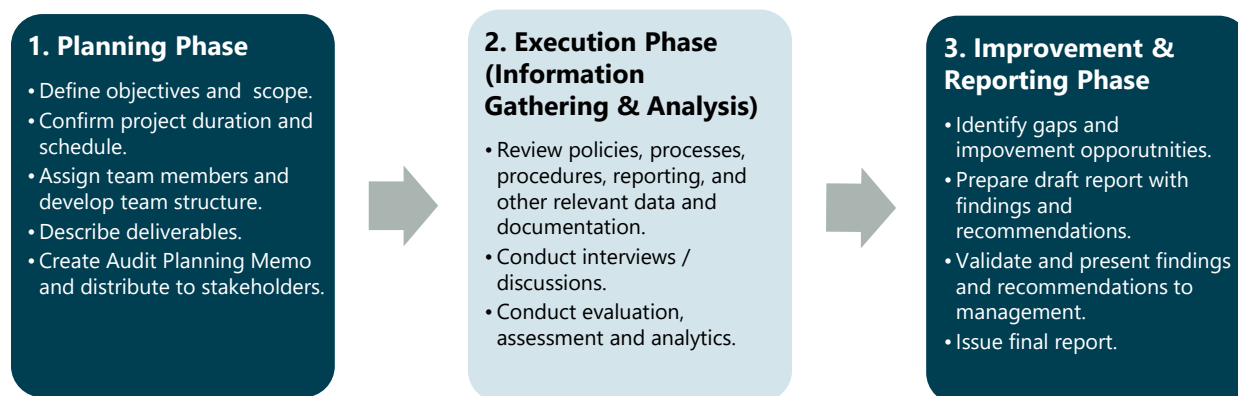 1. Planning Phase
• Define objectives and scope.
• Confirm project duration and
schedule.
• Assign team members and
develop team structure.
• Describe deliverables.
• Create Audit Planning Memo
and distribute to stakeholders.
2. Execution Phase
(Information
Gathering & Analysis)
• Review policies, processes,
procedures, reporting, and
other relevant data and
documentation.
• Conduct interviews /
discussions.
• Conduct evaluation,
assessment and analytics.
3. Improvement &
Reporting Phase
• Identify gaps and
impovement opporutnities.
• Prepare draft report with
findings and
recommendations.
• Validate and present findings
and recommendations to
management.
• Issue final report.